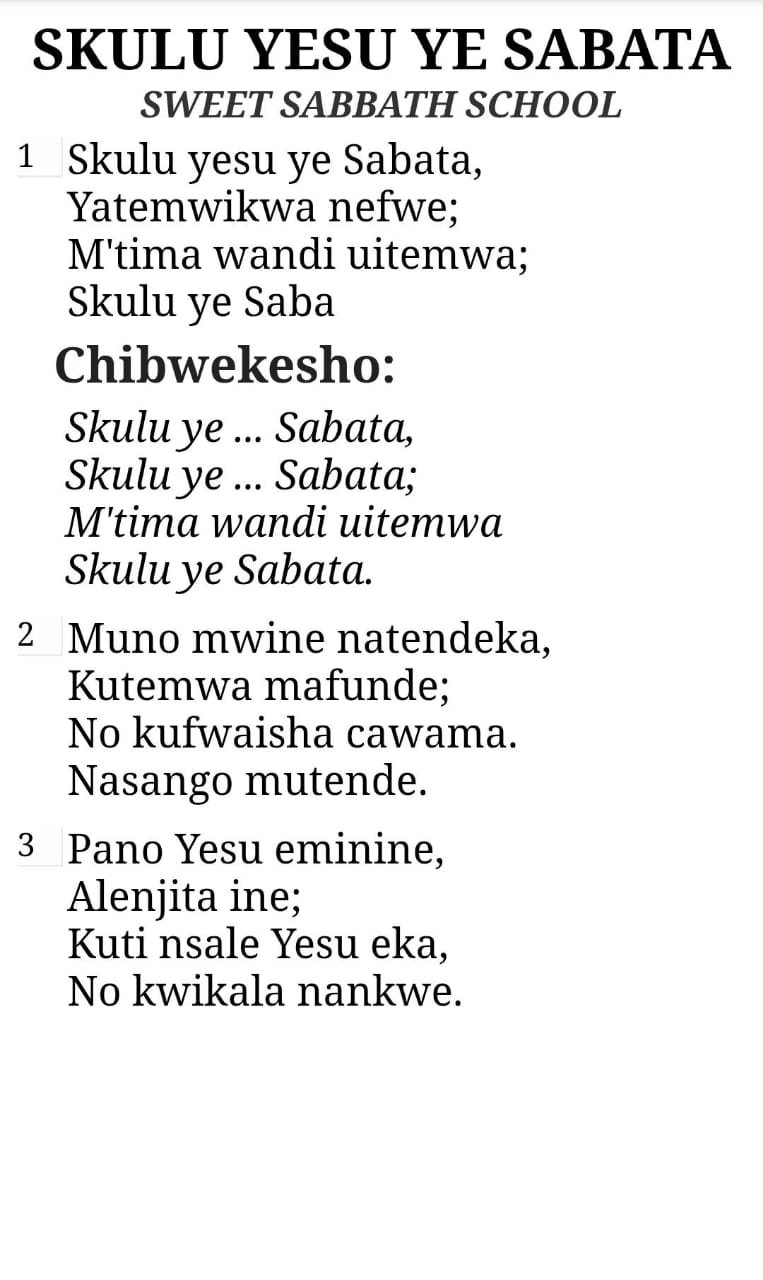 SKULU YESU YE SABATA
SWEET SABBATH SCHOOL
1 Skulu yesu ye Sabata,
Yatemwikwa nefwe;
M'tima wandi uitemwa;
Skulu ye Saba
Chibwekesho:
Skulu ye ... Sabata,
Skulu ye ... Sabata;
M'tima wandi uitemwa
Skulu ye Sabata.
2 Muno mwine natendeka,
Kutemwa mafunde;
No kufwaisha cawama.
Nasango mutende.
3 Pano Yesu eminine,
Alenjita ine;
Kuti nsale Yesu eka,
No kwikala nankwe.